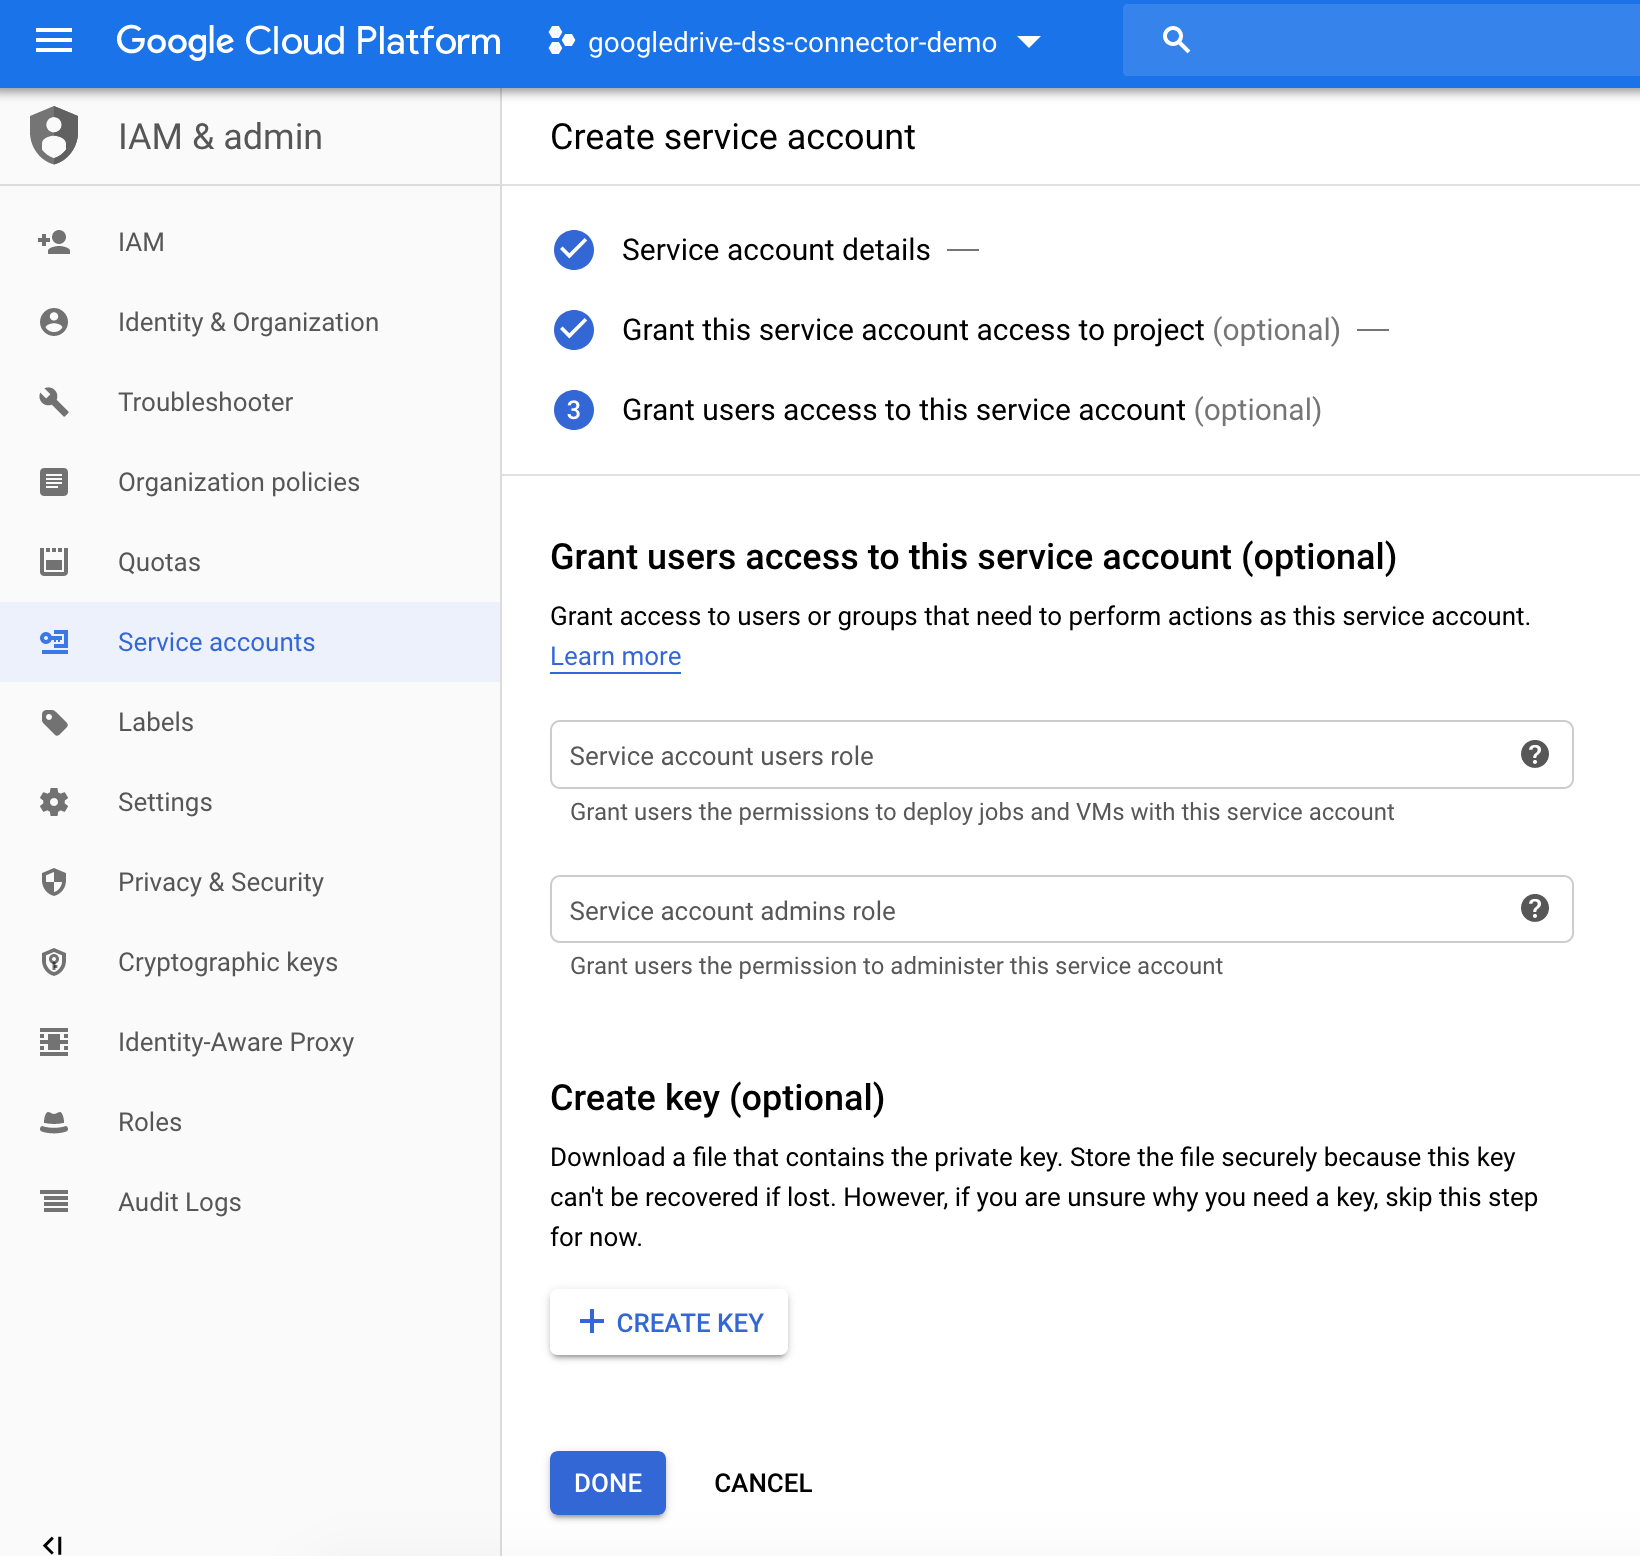 Google Cloud Platform
googledrive-dss-connector-demo
IAM & admin
IAM
Identity & Organization
Troubleshooter
Organization policies
Quotas
Service accounts
Labels
Settings
Privacy & Security
Cryptographic keys
Identity-Aware Proxy
Roles
Audit Logs
Create service account
Service account details
Grant this service account access to project (optional)
3 Grant users access to this service account (optional)
Grant users access to this service account (optional)
Grant access to users or groups that need to perform actions as this service account.
Learn more
Service account users role
Grant users the permissions to deploy jobs and VMs with this service account
Service account admins role
Grant users the permission to administer this service account
Create key (optional)
Download a file that contains the private key. Store the file securely because this key
can't be recovered if lost. However, if you are unsure why you need a key, skip this step
for now.
+ CREATE KEY
DONE
CANCEL